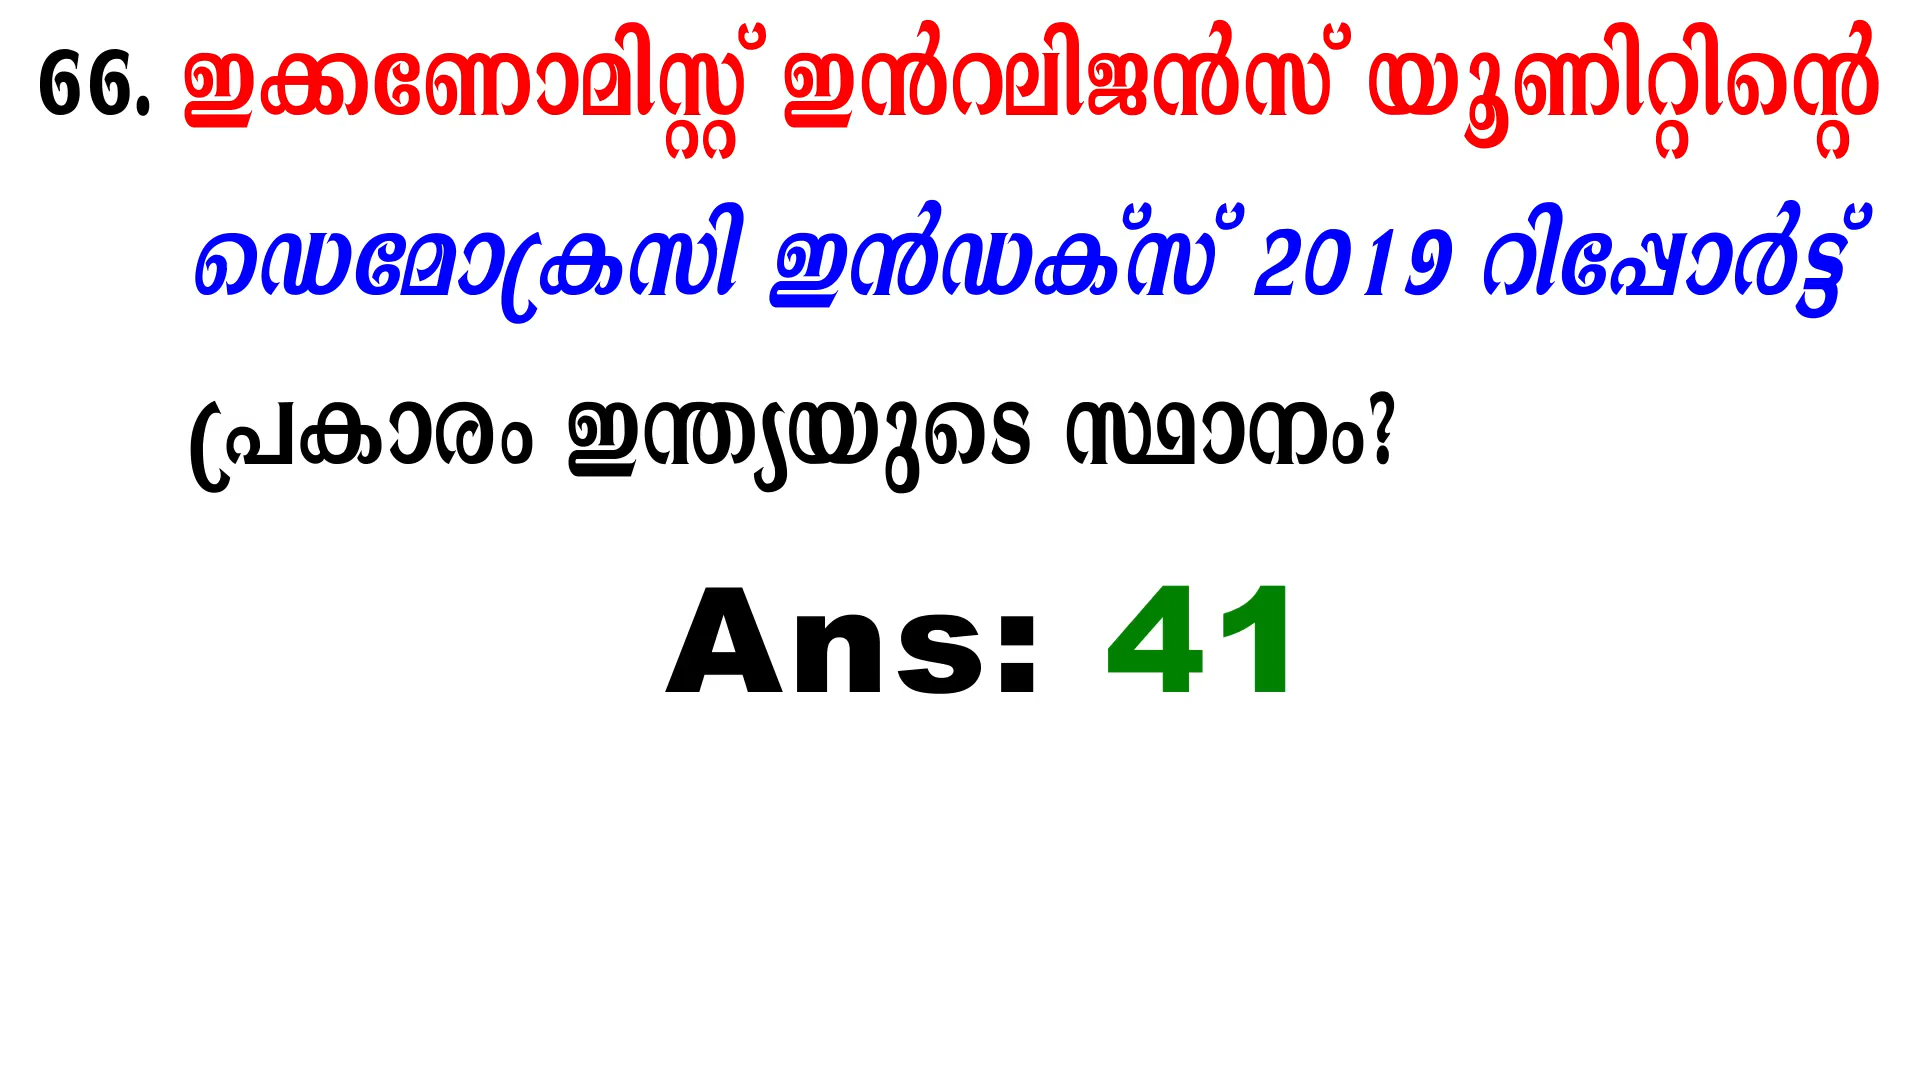 66. ഇക്കണോമിസ്റ്റ് ഇൻറലിജൻസ് യൂണിറ്റിന്റെ
ഡെമോക്രസി ഇൻഡക്സ് 2019 റിപ്പോർട്ട്
പ്രകാരം ഇന്ത്യയുടെ സ്ഥാനം?
Ans: 41